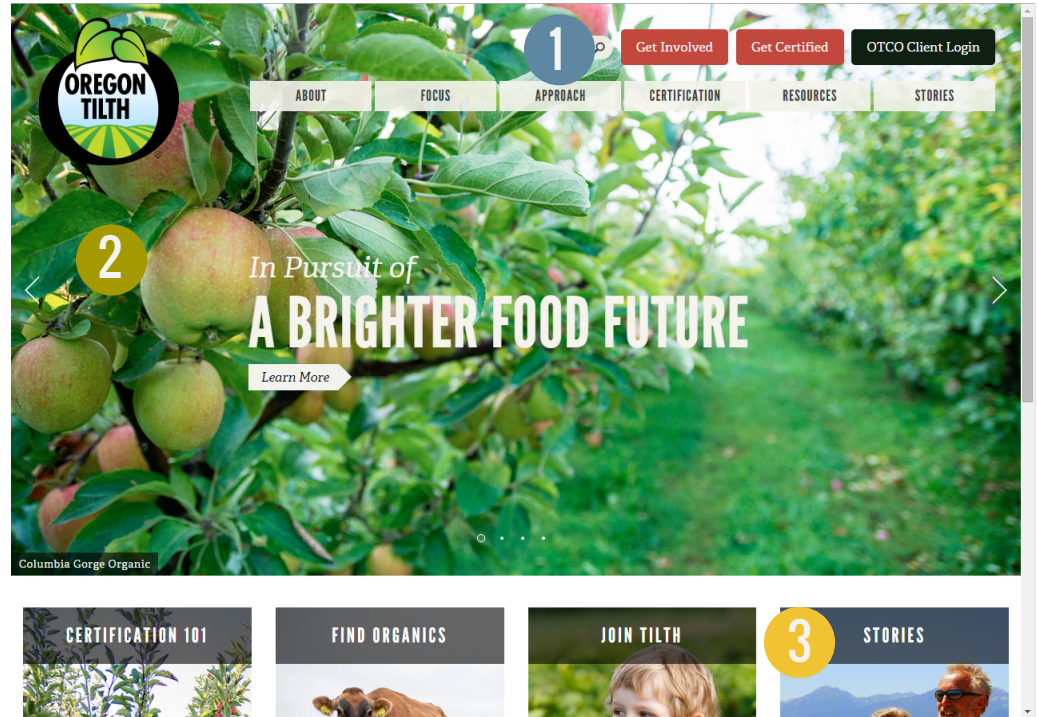 OREGON
TILTH
1
Get Involved
Get Certified
OTCO Client Login
ABOUT
FOCUS
APPROACH
CERTIFICATION
RESOURCES
STORIES
2
In Pursuit of
A BRIGHTER FOOD FUTURE
Learn More
Columbia Gorge Organic
CERTIFICATION 101
FIND ORGANICS
JOIN TILTH
3
STORIES